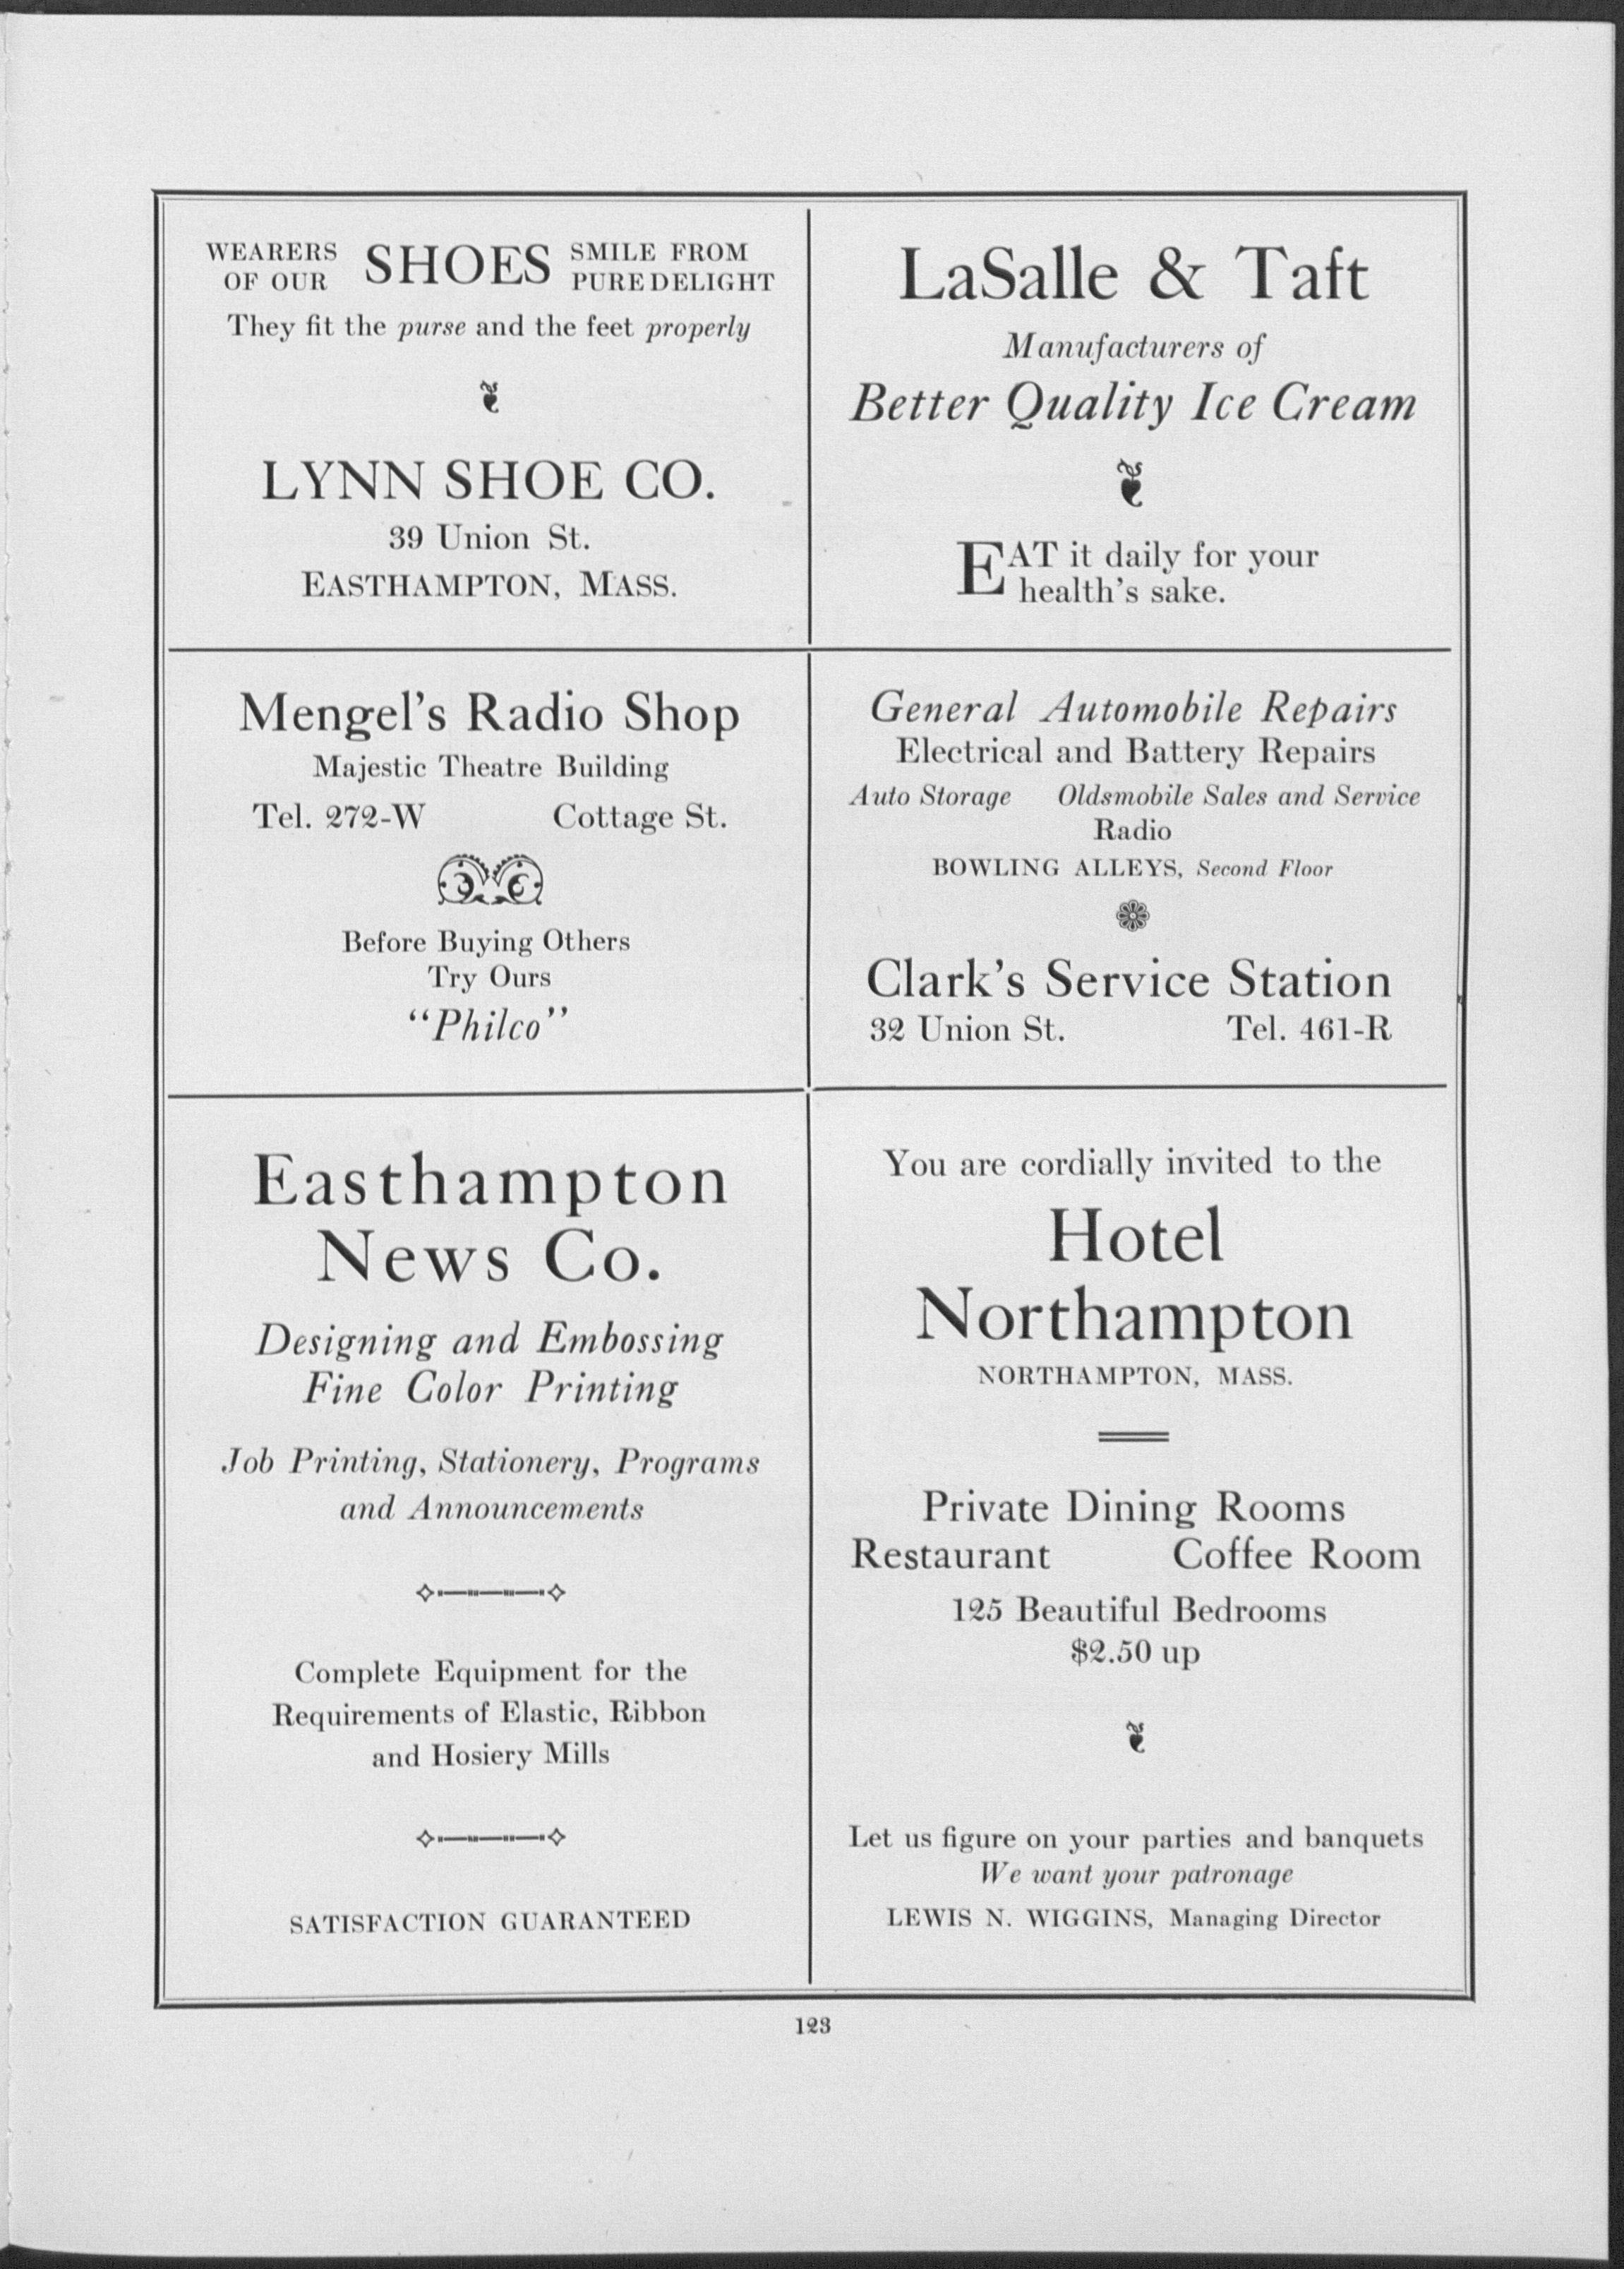 WEARERS OF OUR SHOES SMILE FROM PURE DELIGHT
They fit the purse and the feet properly
LYNN SHOE CO.
39 Union St.
EASTHAMPTON, MASS.
LaSalle & Taft
Manufacturers of
Better Quality Ice Cream
EAT it daily for your
health's sake.
Mengel's Radio Shop
Majestic Theatre Building
Tel. 272-W Cottage St.
Before Buying Others
Try Ours
"Philco"
General Automobile Repairs
Electrical and Battery Repairs
Auto Storage Oldsmobile Sales and Service
Radio
BOWLING ALLEYS, Second Floor
Clark's Service Station
32 Union St. Tel. 461-R
Easthampton
News Co.
Designing and Embossing
Fine Color Printing
Job Printing, Stationery, Programs
and Announcements
Complete Equipment for the
Requirements of Elastic, Ribbon
and Hosiery Mills
SATISFACTION GUARANTEED
You are cordially invited to the
Hotel
Northampton
NORTHAMPTON, MASS.
Private Dining Rooms
Restaurant Coffee Room
125 Beautiful Bedrooms
$2.50 up
Let us figure on your parties and banquets
We want your patronage
LEWIS N. WIGGINS, Managing Director
123